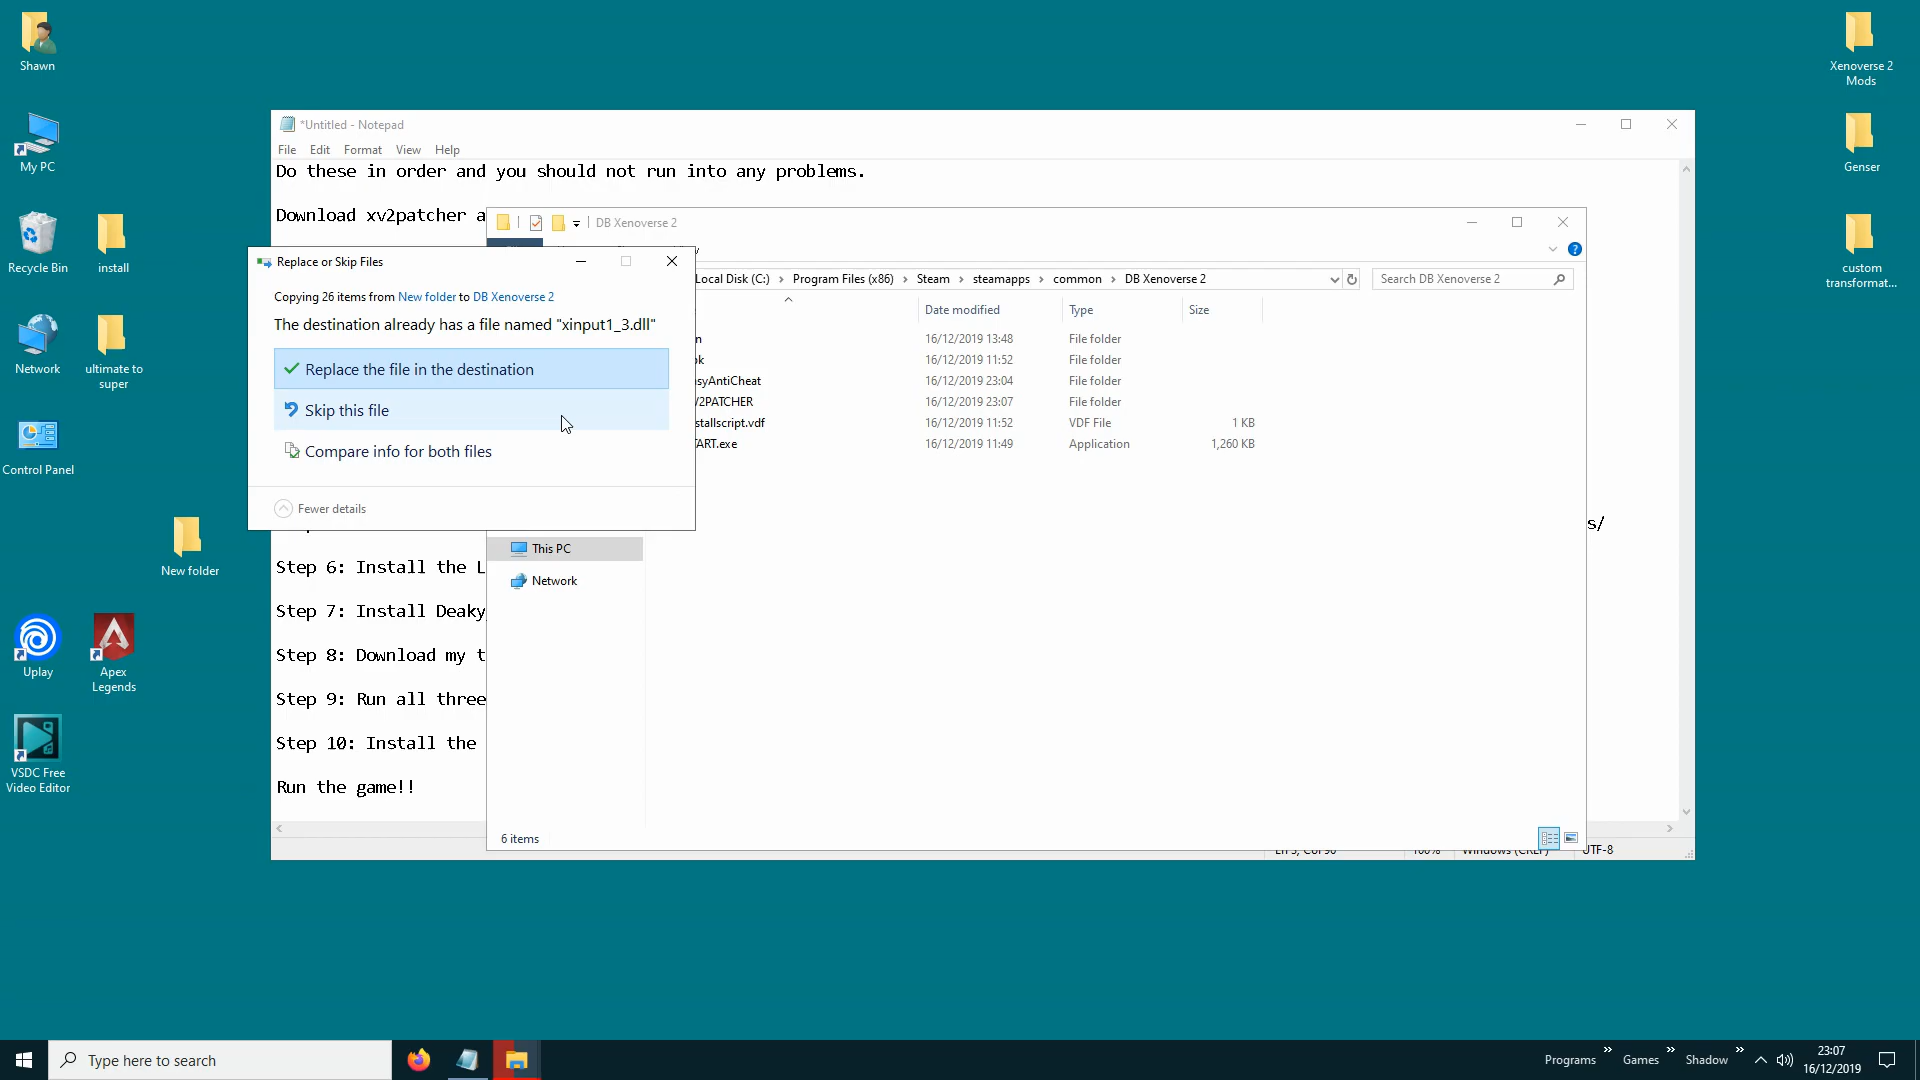 Shawn
My PC
Recycle Bin
install
Network
ultimate to
super
Control Panel
New folder
Uplay
Apex
Legends
VSDC Free
Video Editor
Xenoverse 2
Mods
Genser
custom
transformat...
*Untitled - Notepad
File Edit Format View Help
Do these in order and you should not run into any problems.
Download xv2patcher a
s/
Step 6: Install the L
Step 7: Install Deaky
Step 8: Download my t
Step 9: Run all three
Step 10: Install the
Run the game!!
100% Windows (CRLF) UTF-8
DB Xenoverse 2
Local Disk (C:) > Program Files (x86) > Steam > steamapps > common > DB Xenoverse 2
Search DB Xenoverse 2
Date modified Type Size
n 16/12/2019 13:48 File folder
ok 16/12/2019 11:52 File folder
syAntiCheat 16/12/2019 23:04 File folder
/2PATCHER 16/12/2019 23:07 File folder
stallscript.vdf 16/12/2019 11:52 VDF File 1 KB
TART.exe 16/12/2019 11:49 Application 1,260 KB
This PC
Network
6 items
Replace or Skip Files
Copying 26 items from New folder to DB Xenoverse 2
The destination already has a file named "xinput1_3.dll"
Replace the file in the destination
Skip this file
Compare info for both files
Fewer details
Type here to search
Programs » Games » Shadow »
23:07
16/12/2019